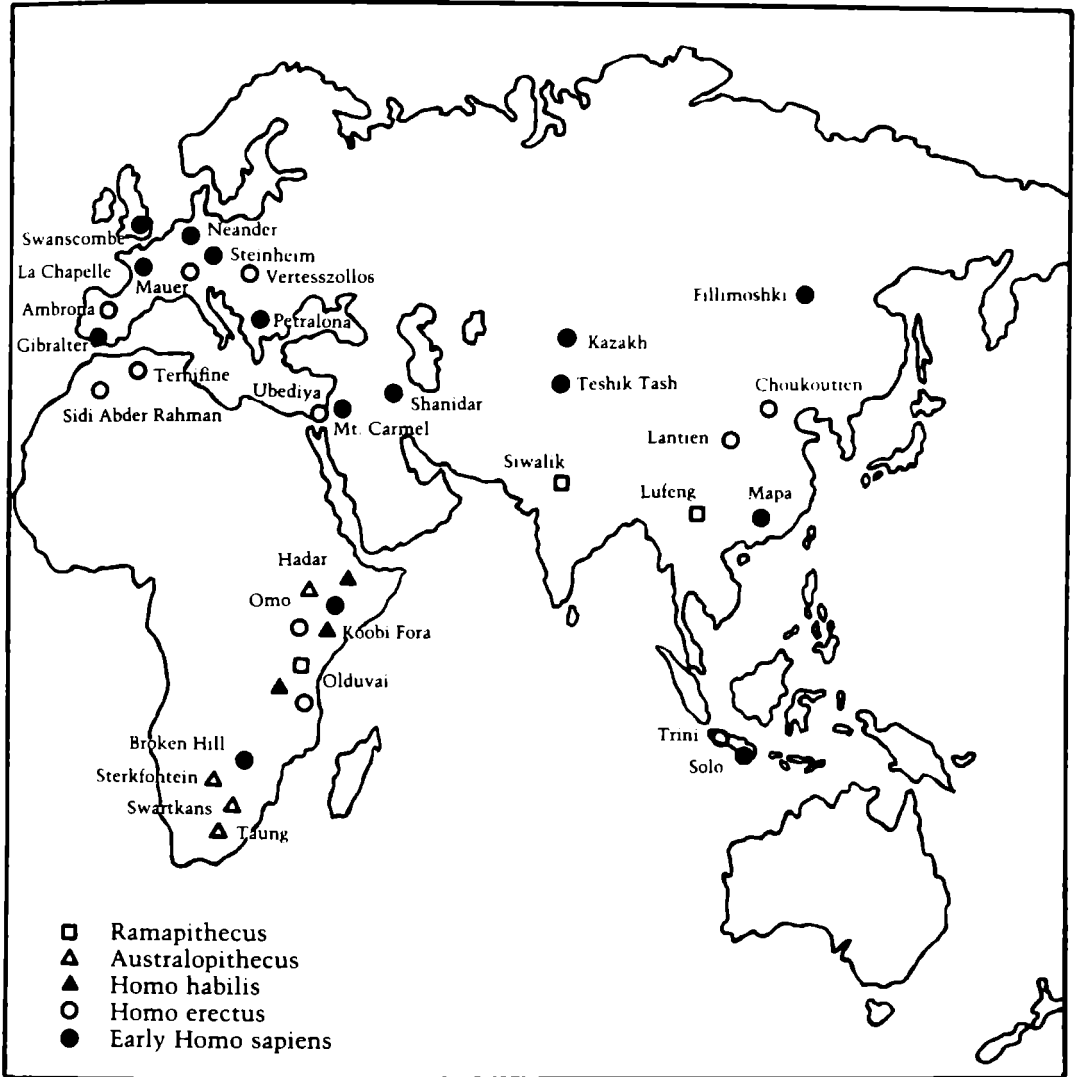 Swanscombe
Neander
Steinheim
La Chapelle
Mauer
Vertesszollos
Ambrona
Petralona
Gibralter
Ternifine
Sidi Abder Rahman
Ubediya
Mt. Carmel
Shanidar
Fillimoshki
Kazakh
Teshik Tash
Choukoutien
Lantien
Siwalik
Lufeng
Mapa
Hadar
Omo
Koobi Fora
Olduvai
Broken Hill
Sterkfontein
Swartkans
Taung
Trini
Solo
Ramapithecus
Australopithecus
Homo habilis
Homo erectus
Early Homo sapiens